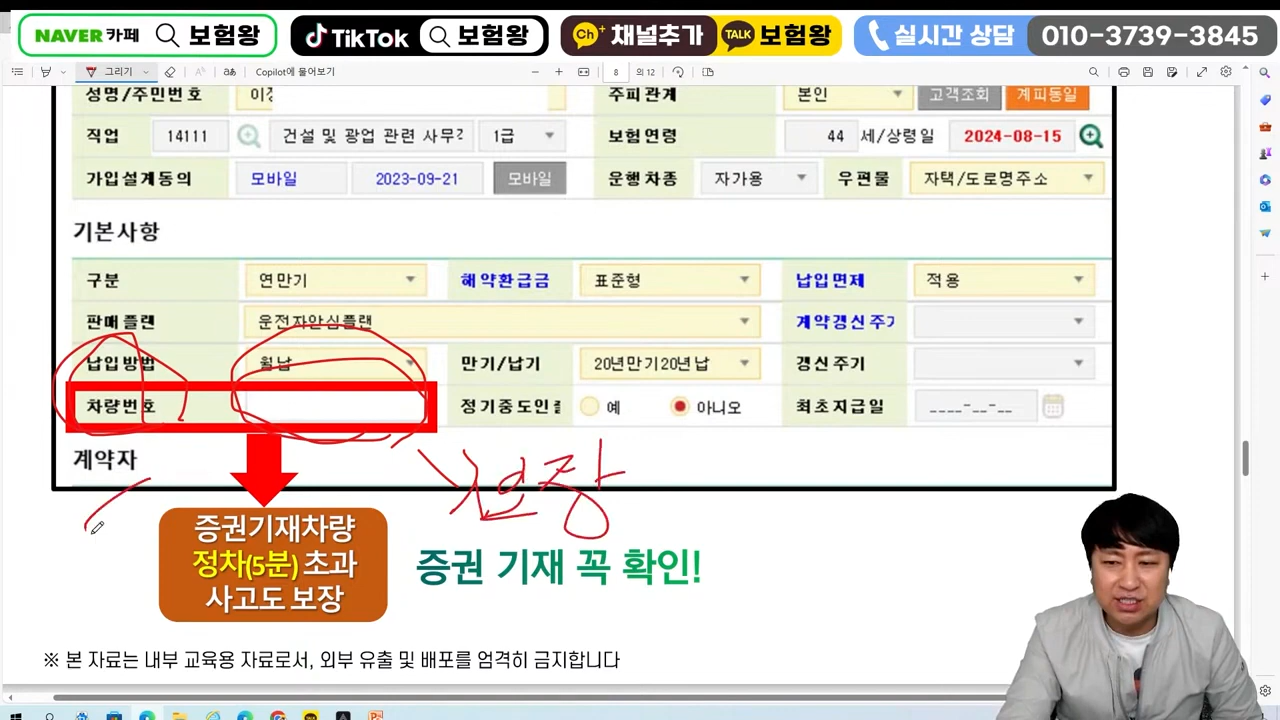 NAVER 카페 보험왕 TikTok 보험왕 Ch+ 채널추가 TALK 보험왕 실시간 상담 010-3739-3845
그리기 가あ Copilot에 물어보기 8 의 12
성명/주민번호 이정 주피관계 본인 고객조회 계피동일
직업 14111 건설 및 광업 관련 사무 1급 보험연령 44 세/상령일 2024-08-15
가입설계동의 모바일 2023-09-21 모바일 운행차종 자가용 우편물 자택/도로명주소
기본사항
구분 연만기 해약환급금 표준형 납입면제 적용
판매플랜 운전자안심플랜 계약갱신주기
납입방법 월납 만기/납기 20년만기20년납 갱신주기
차량번호 정기중도인출 예 아니오 최초지급일 ____-__-__
계약자
증권기재차량
정차(5분) 초과
사고도 보장
증권 기재 꼭 확인!
※ 본 자료는 내부 교육용 자료로서, 외부 유출 및 배포를 엄격히 금지합니다